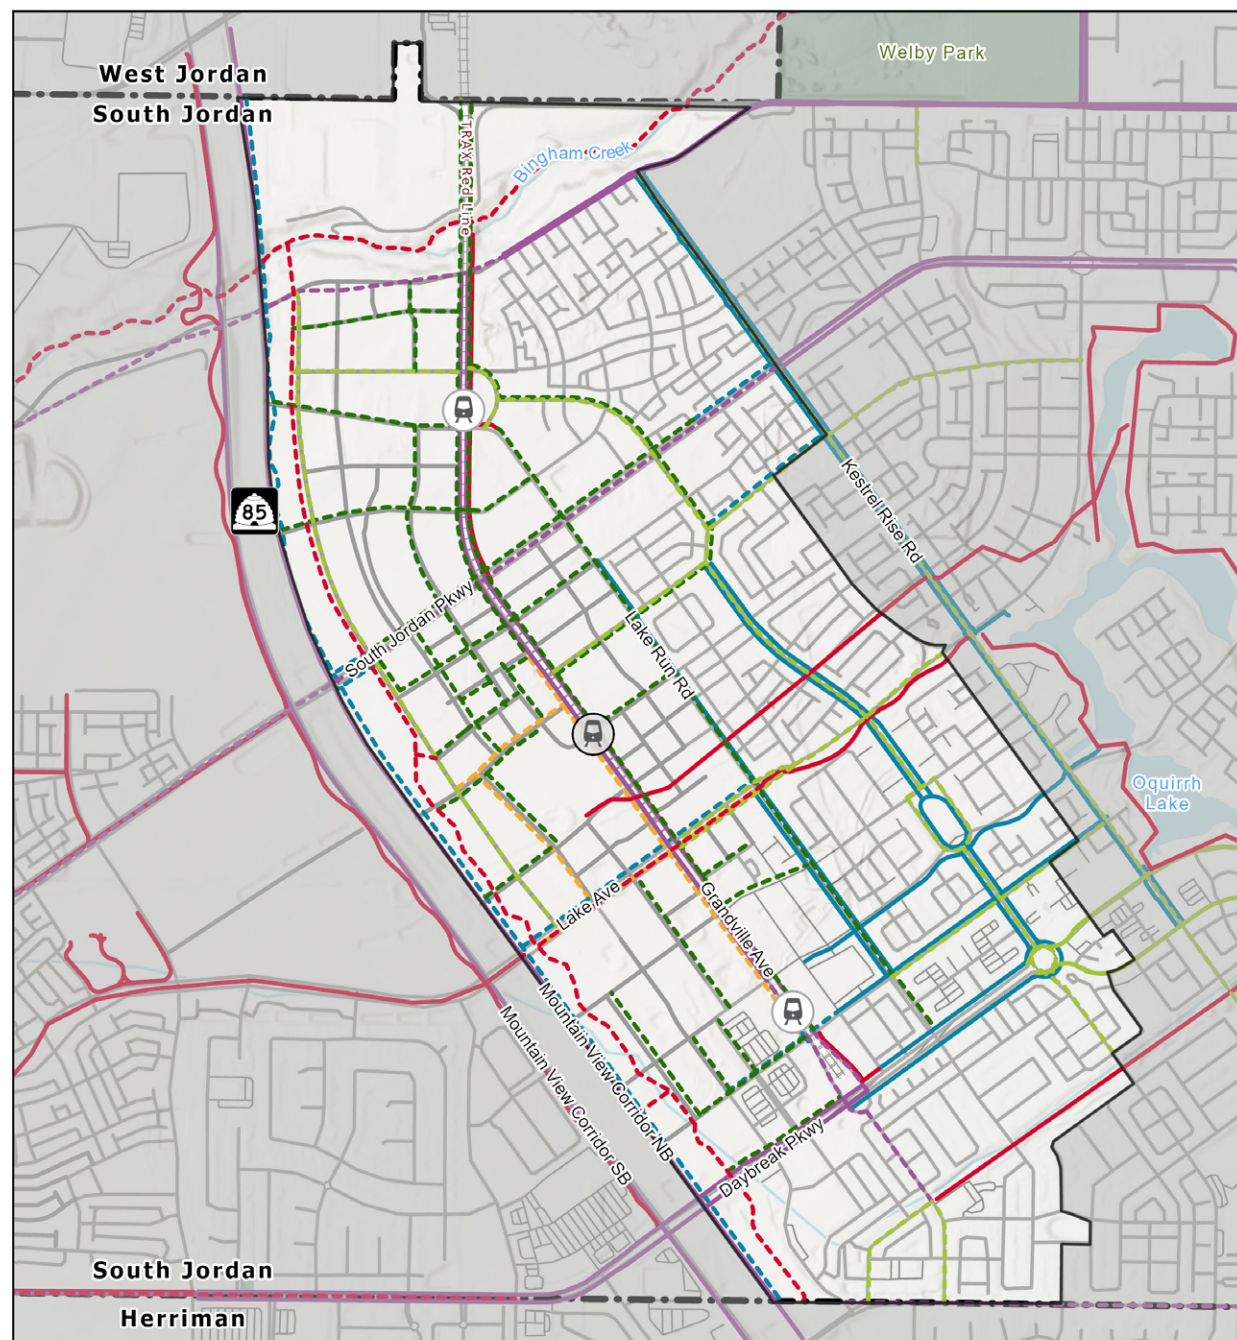 Welby Park
West Jordan
South Jordan
TRAX Red Line
Bingham Creek
Kestrel Rise Rd
85
South Jordan Pkwy
Lake Run Rd
Oquirrh
Lake
Lake Ave
Grandville Ave
Mountain View Corridor NB
Mountain View Corridor SB
Daybreak Pkwy
South Jordan
Herriman